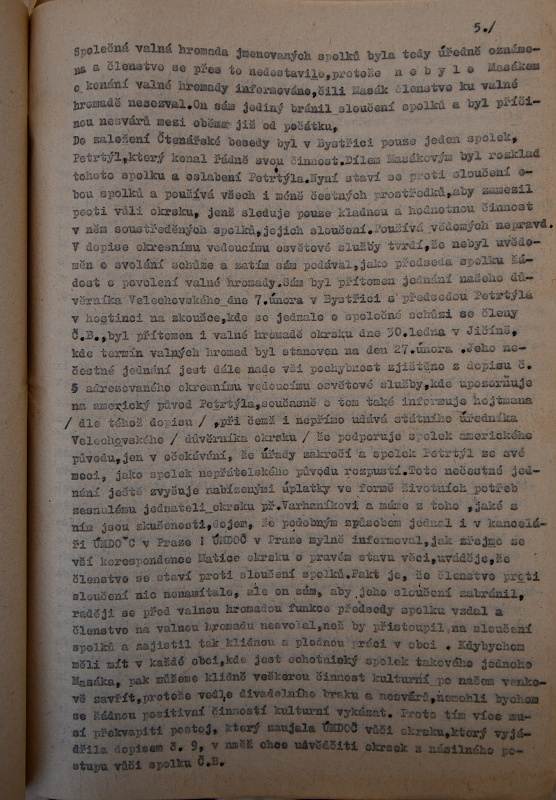 5./
Společná valná hromada jmenovaných spolků byla tedy úředně oznáme-
na a členstvo se přes to nedostavilo,protože n e b y l o Masákem
o konání valné hromady informováno,čili Masák členstvo ku valné
hromadě nesezval.On sám jediný bránil sloučení spolků a byl příči-
nou nesvárů mezi oběma již od počátku,
Do založení Čtenářské besedy byl v Bystřici pouze jeden spolek,
Petrtýl,který konal řádně svou činnost.Dílem Masákovým byl rozklad
tohoto spolku a oslabení Petrtýla.Nyní staví se proti sloučení o-
bou spolků a používá všech i méně čestných prostředků,aby zamezil
proti vůli okrsku, jenž sleduje pouze kladnou a hodnotnou činnost
v něm soustředěných spolků,jejich sloučení.Používá vědomých nepravd.
V dopise okresnímu vedoucímu osvětové služby tvrdí,že nebyl uvědo-
měn o svolání schůze a zatím sám podával,jako předseda spolku žá-
dost o povolení valné hromady.Sám byl přítomen jednání našeho dů-
věrníka Velechovského dne 7.února v Bystřici s předsedou Petrtýla
v hostinci na zkoušce,kde se jednalo o společné schůzi se členy
Č.B.,byl přítomen i valné hromadě okrsku dne 30.ledna v Jičíně,
kde termín valných hromad byl stanoven na den 27.února .Jeho ne-
čestné jednání jest dále nade vší pochybnost zjištěno z dopisu č.
5 adresovaného okresnímu vedoucímu osvětové služby,kde upozorňuje
na americký původ Petrtýla,současně o tom také informuje hejtmana
/ dle téhož dopisu / ,při čemž i nepřímo udává státního úředníka
Velechovského / důvěrníka okrsku / že podporuje spolek amerického
původu,jen v očekávání, že úřady zakročí a spolek Petrtýl ze své
moci, jako spolek nepřátelského původu rozpustí.Toto nečestné jed-
nání ještě zvyšuje nabízenými úplatky ve formě životních potřeb
zesnulému jednateli okrsku př.Varhaníkovi a máme z toho ,jaké s
ním jsou zkušenosti,dojem, že podobným způsobem jednal i v kancelá-
ři ÚMDOČ v Praze ! ÚMDOČ v Praze mylně informoval,jak zřejmo ze
vší korespondence Matice okrsku o pravém stavu věci,uváděje,že
členstvo se staví proti sloučení spolků.Fakt je, že členstvo proti
sloučení nic nenamítalo, ale on sám, aby jeho sloučení zabránil,
raději se před valnou hromadou funkce předsedy spolku vzdal a
členstvo na valnou hromadu nesvolal,než by přistoupil na sloučení
spolků a zajistil tak klidnou a plodnou práci v obci . Kdybychom
měli mít v každé obci,kde jest ochotnický spolek takového jednoho
Masáka, pak můžeme klidně veškerou činnost kulturní po našem venko-
vě zavřít,protože vedle divadelního braku a nesvárů,nemohli bychom
se žádnou positivní činností kulturní vykázat. Proto tím více mu-
sí překvapiti postoj, který zaujala ÚMDOČ vůči okrsku,který vyjá-
dřila dopisem č. 9, v němž chce usvědčiti okrsek z násilného po-
stupu vůči spolku Č.B.